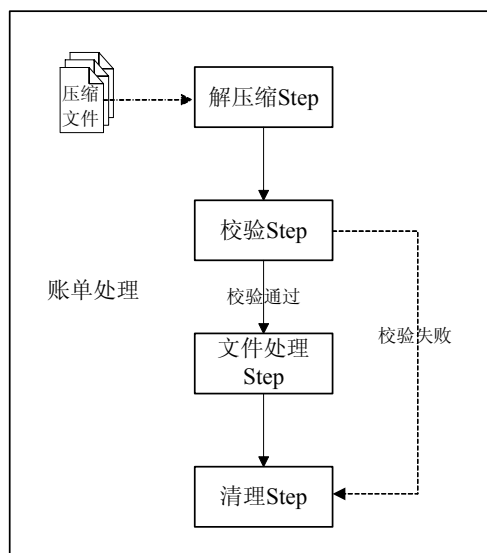 压缩
文件
解压缩Step
校验Step
账单处理
校验通过
校验失败
文件处理
Step
清理Step